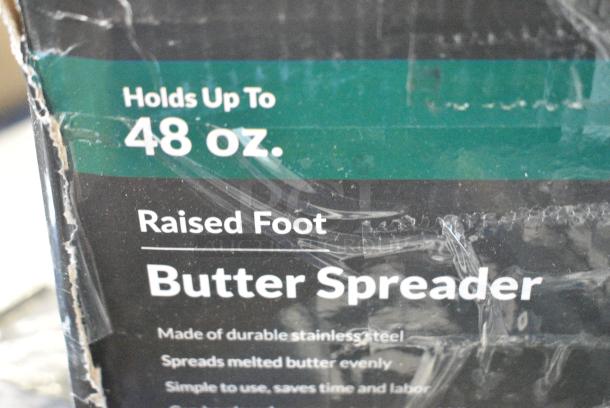 Holds Up To
48 oz.
Raised Foot
Butter Spreader
Made of durable stainless steel
Spreads melted butter evenly
Simple to use, saves time and labor